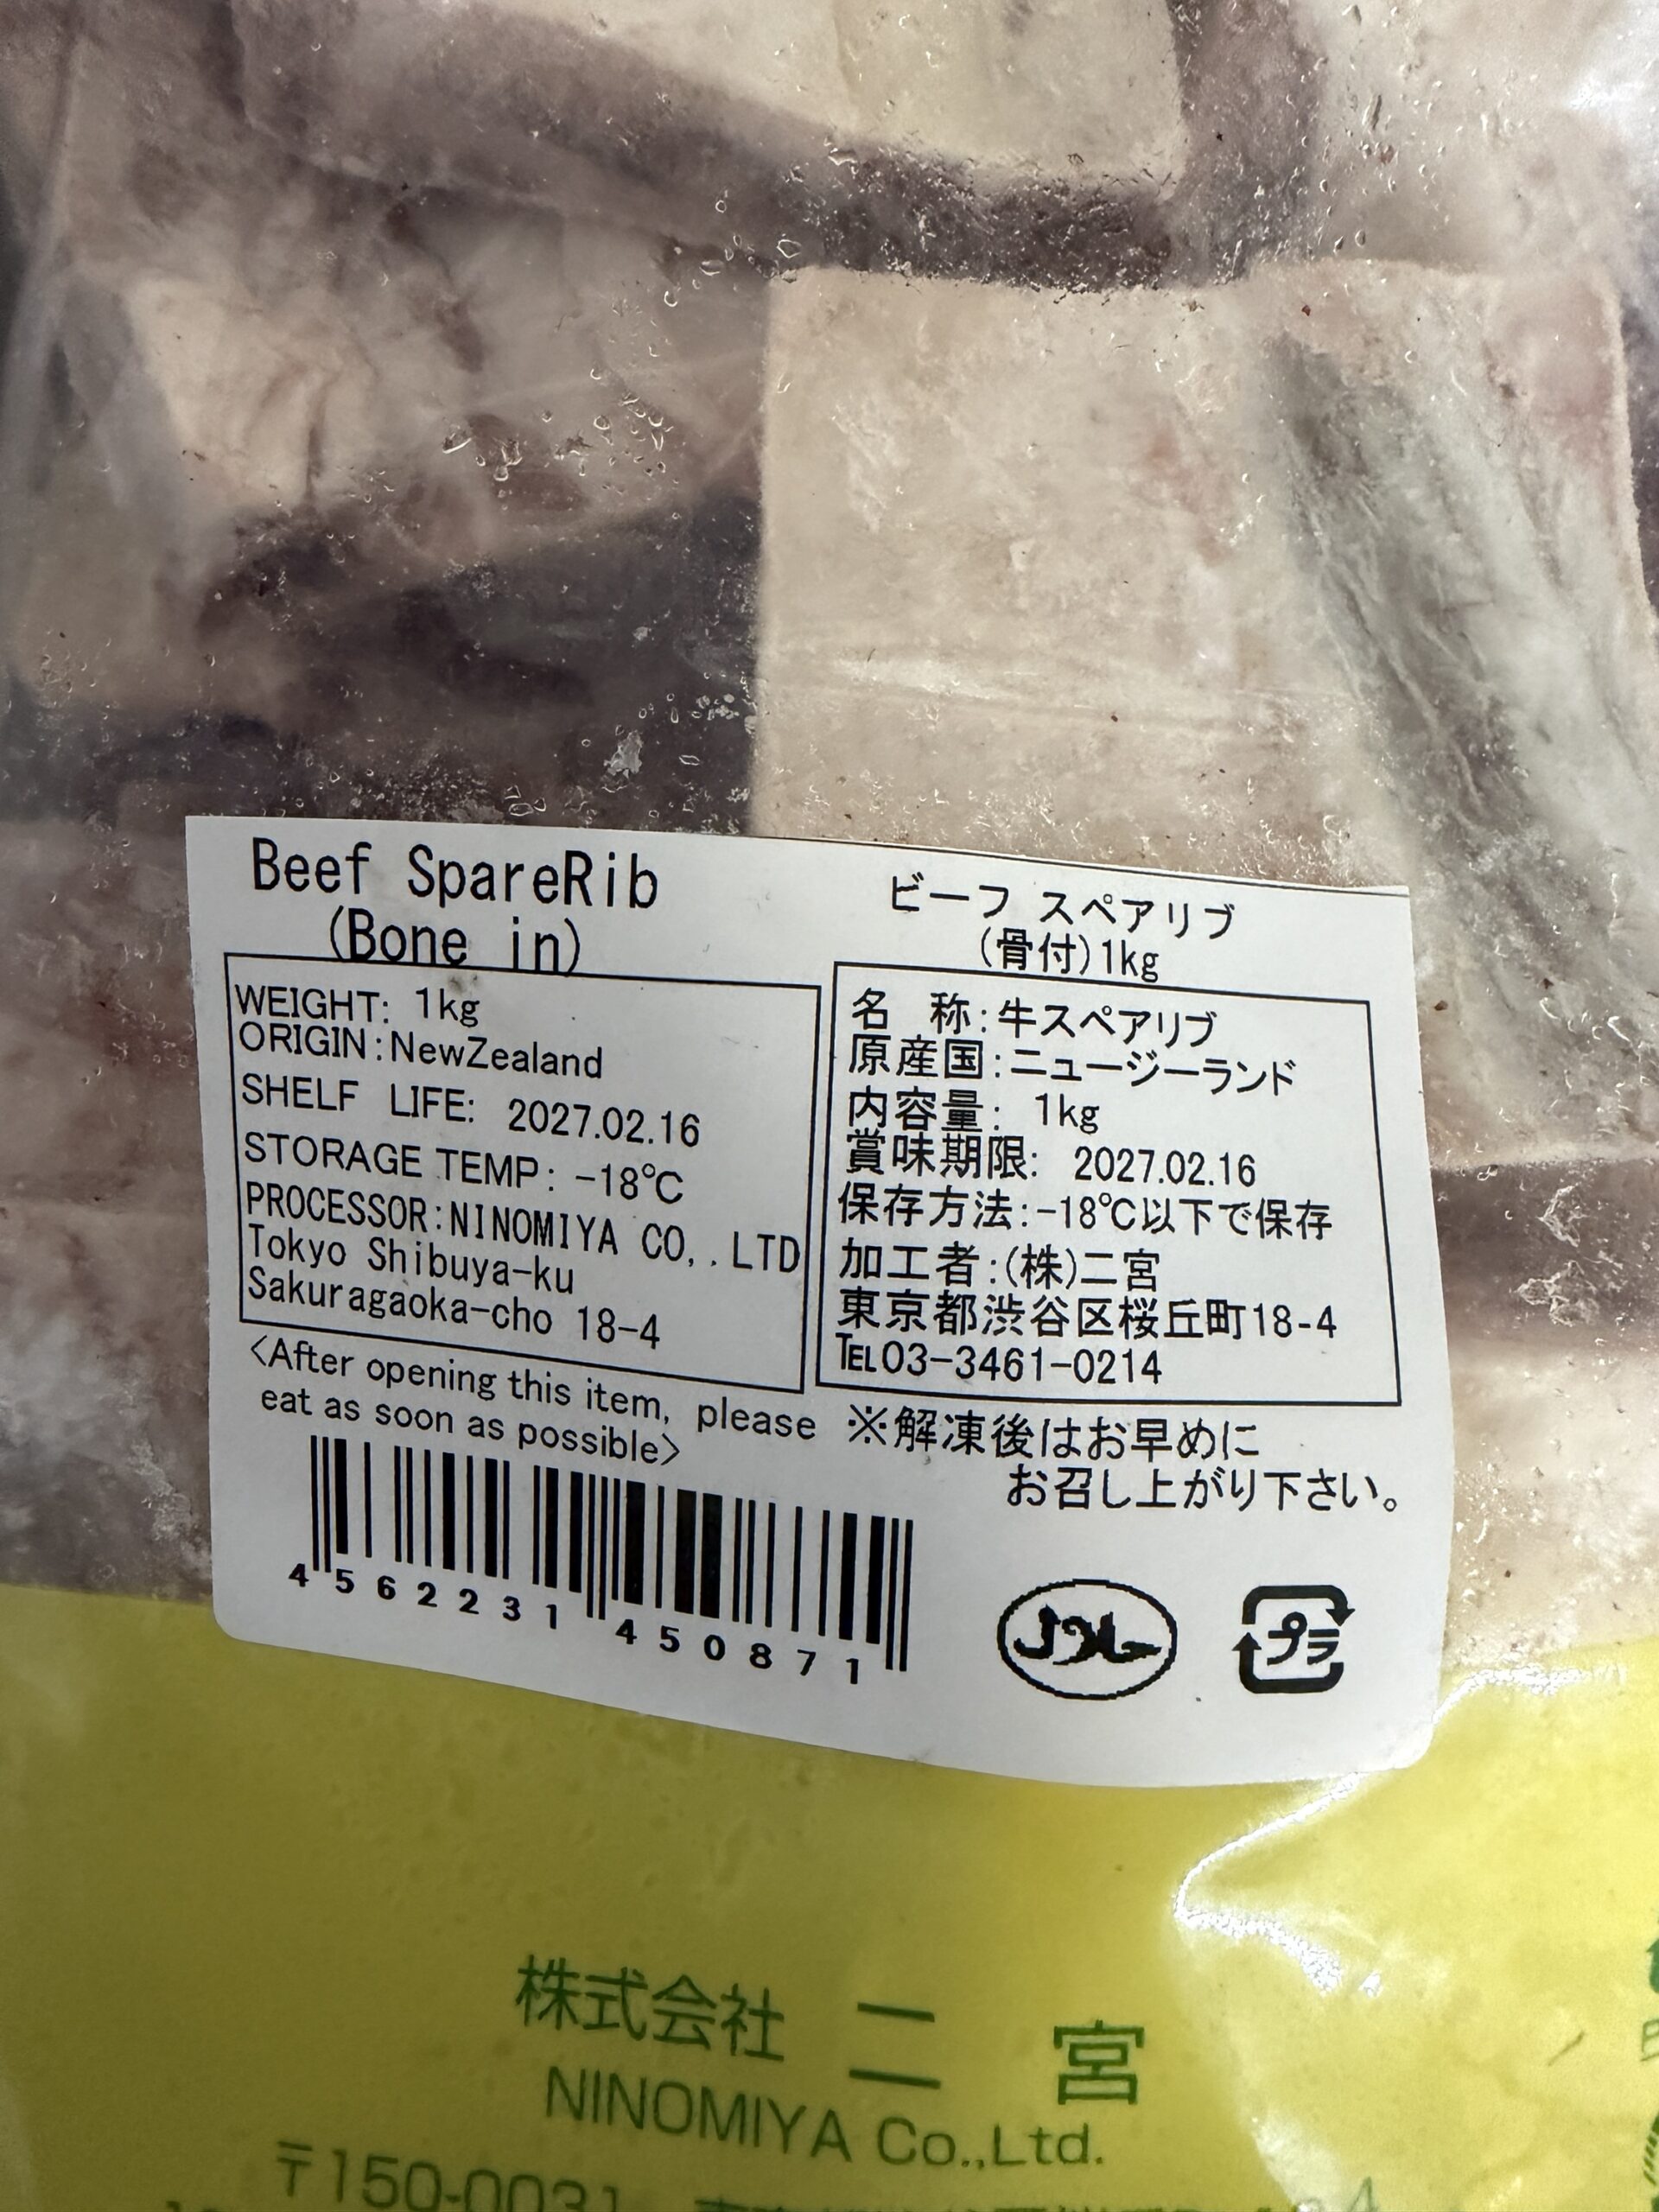 Beef SpareRib
(Bone in)
WEIGHT: 1kg
ORIGIN:NewZealand
SHELF LIFE: 2027.02.16
STORAGE TEMP: -18℃
PROCESSOR:NINOMIYA CO,.LTD
Tokyo Shibuya-ku
Sakuragaoka-cho 18-4
<After opening this item, please
eat as soon as possible>
4 562231 450871
ビーフ スペアリブ
(骨付)1kg
名 称:牛スペアリブ
原産国:ニュージーランド
内容量: 1kg
賞味期限: 2027.02.16
保存方法:-18℃以下で保存
加工者:(株)二宮
東京都渋谷区桜丘町18-4
℡03-3461-0214
※解凍後はお早めに
お召し上がり下さい。
プラ
株式会社 二宮
NINOMIYA Co.,Ltd.
〒150-0031